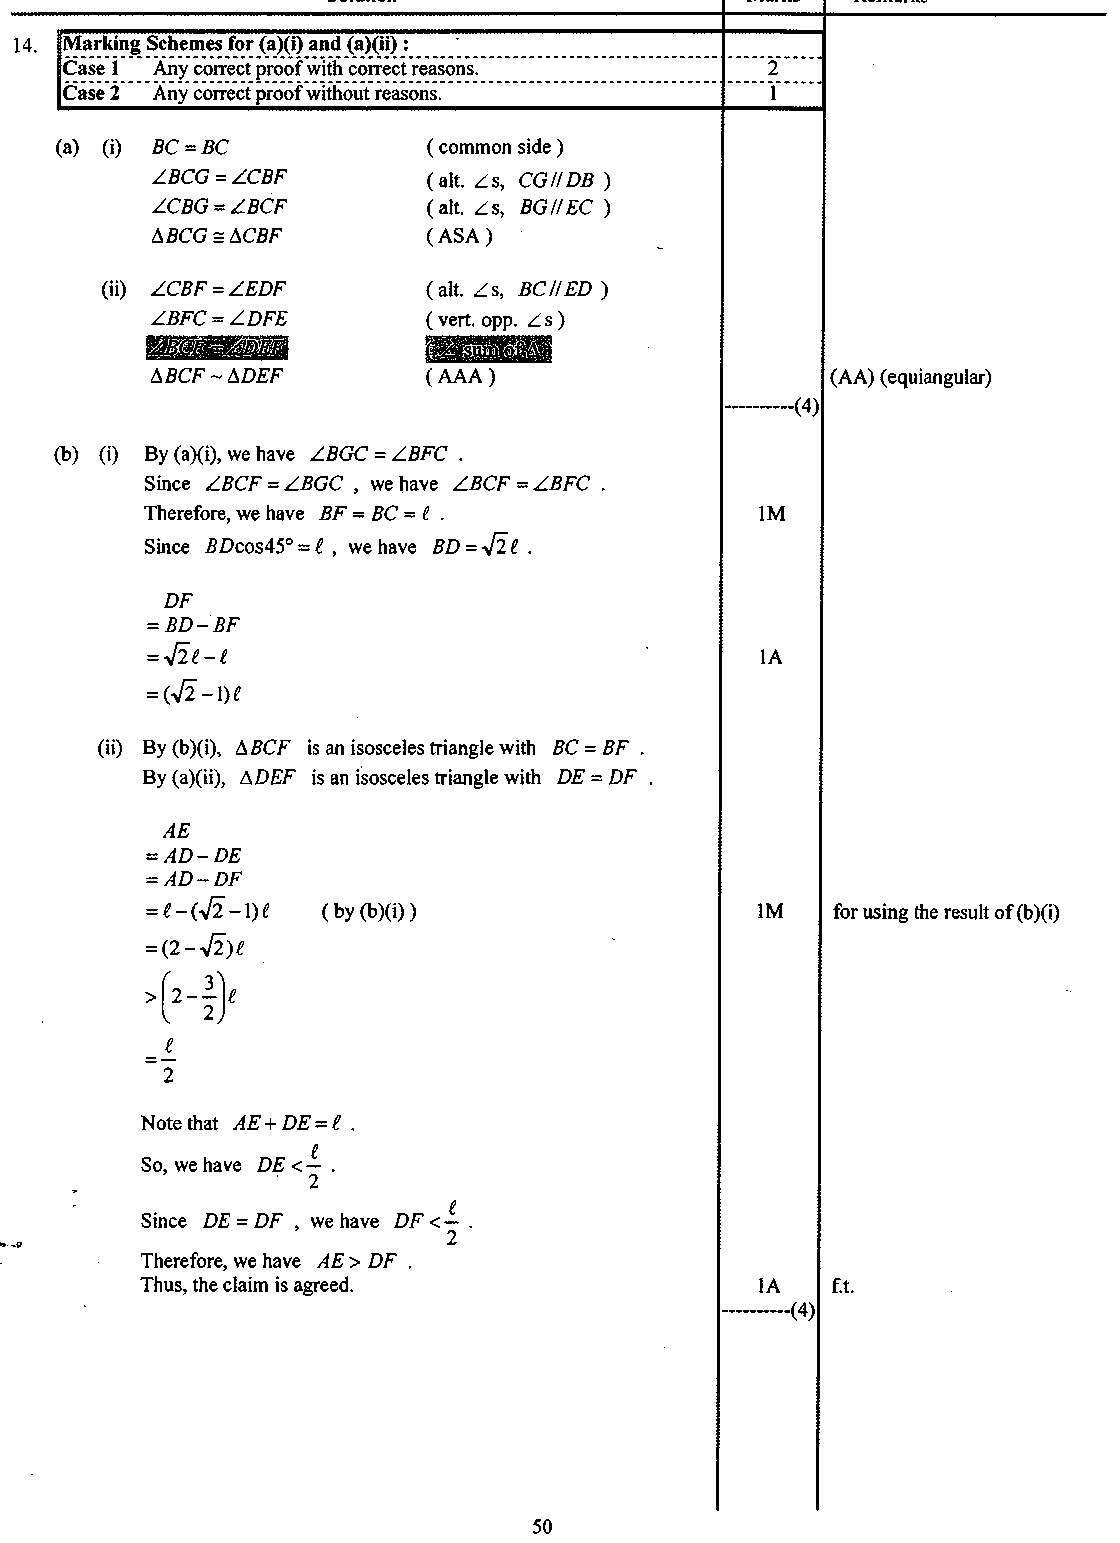 14. Marking Schemes for (a)(i) and (a)(ii) :
Case 1 Any correct proof with correct reasons. 2
Case 2 Any correct proof without reasons. 1
(a) (i) BC = BC ( common side )
∠BCG = ∠CBF ( alt. ∠s, CG // DB )
∠CBG = ∠BCF ( alt. ∠s, BG // EC )
ΔBCG ≅ ΔCBF ( ASA )
(ii) ∠CBF = ∠EDF ( alt. ∠s, BC // ED )
∠BFC = ∠DFE ( vert. opp. ∠s )
∠BCF = ∠DEF ( ∠ sum of Δ )
ΔBCF ~ ΔDEF ( AAA ) (AA) (equiangular)
----------(4)
(b) (i) By (a)(i), we have ∠BGC = ∠BFC .
Since ∠BCF = ∠BGC , we have ∠BCF = ∠BFC .
Therefore, we have BF = BC = ℓ . 1M
Since BD cos45° = ℓ , we have BD = √2 ℓ .
DF
= BD − BF
= √2 ℓ − ℓ 1A
= (√2 − 1) ℓ
(ii) By (b)(i), ΔBCF is an isosceles triangle with BC = BF .
By (a)(ii), ΔDEF is an isosceles triangle with DE = DF .
AE
= AD − DE
= AD − DF
= ℓ − (√2 − 1) ℓ ( by (b)(i) ) 1M for using the result of (b)(i)
= (2 − √2) ℓ
> (2 − 3/2) ℓ
= ℓ/2
Note that AE + DE = ℓ .
So, we have DE < ℓ/2 .
Since DE = DF , we have DF < ℓ/2 .
Therefore, we have AE > DF .
Thus, the claim is agreed. 1A f.t.
----------(4)
50